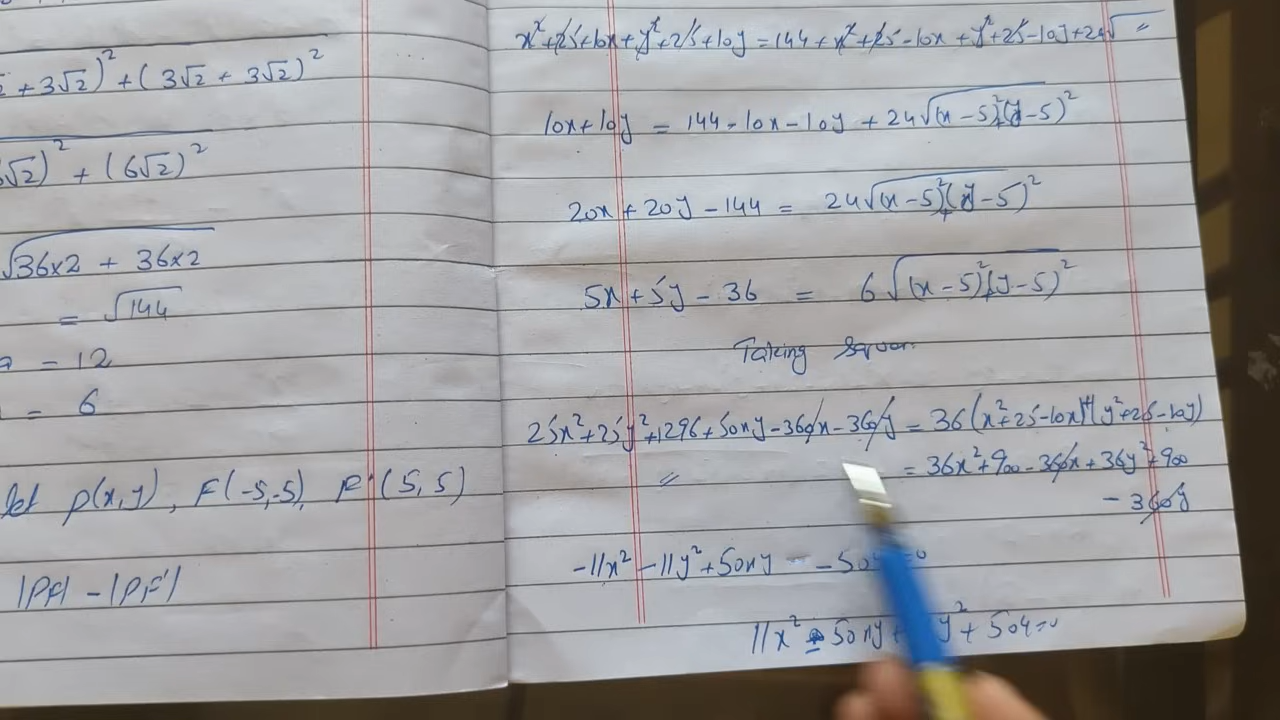 + 3√2)² + (3√2 + 3√2)²
√2)² + (6√2)²
√36×2 + 36×2
= √144
= 12
= 6
let P(x,y), F(-5,-5), F'(5,5)
|PF| - |PF'|
x² + 25 + 10x + y² + 25 + 10y = 144 + x² + 25 - 10x + y² + 25 - 10y + 24√ =
10x + 10y = 144 - 10x - 10y + 24√(x - 5)²+(y - 5)²
20x + 20y - 144 = 24√(x - 5)²+(y - 5)²
5x + 5y - 36 = 6√(x - 5)²+(y - 5)²
Taking
25x² + 25y² + 1296 + 50xy - 360x - 360y = 36(x² + 25 - 10x)+(y² + 25 - 10y)
= = 36x² + 900 - 360x + 36y² + 900
- 360y
-11x² - 11y² + 50xy - 50 =0
11x² - 50xy + y² + 504=0